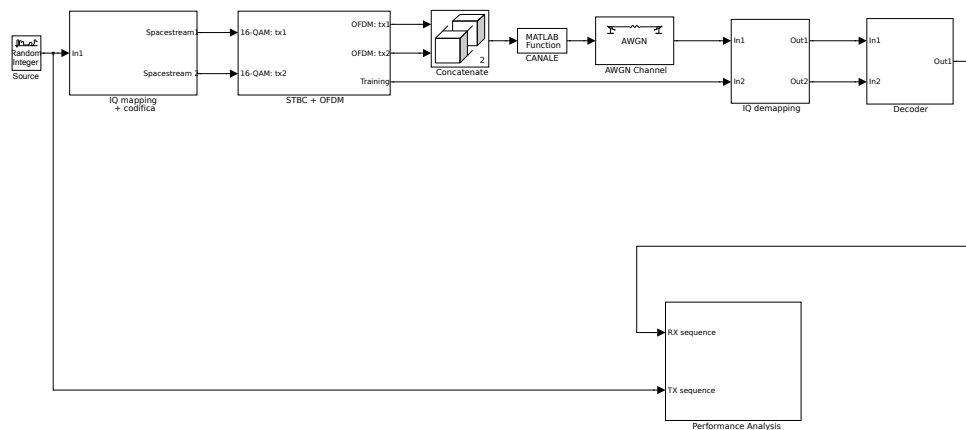 Random
Integer
Source
In1
Spacestream1
Spacestream 2
IQ mapping
+ codifica
16-QAM: tx1
16-QAM: tx2
OFDM: tx1
OFDM: tx2
Training
STBC + OFDM
2
Concatenate
MATLAB
Function
CANALE
AWGN
AWGN Channel
In1
In2
Out1
Out2
IQ demapping
In1
In2
Out1
Decoder
RX sequence
TX sequence
Performance Analysis